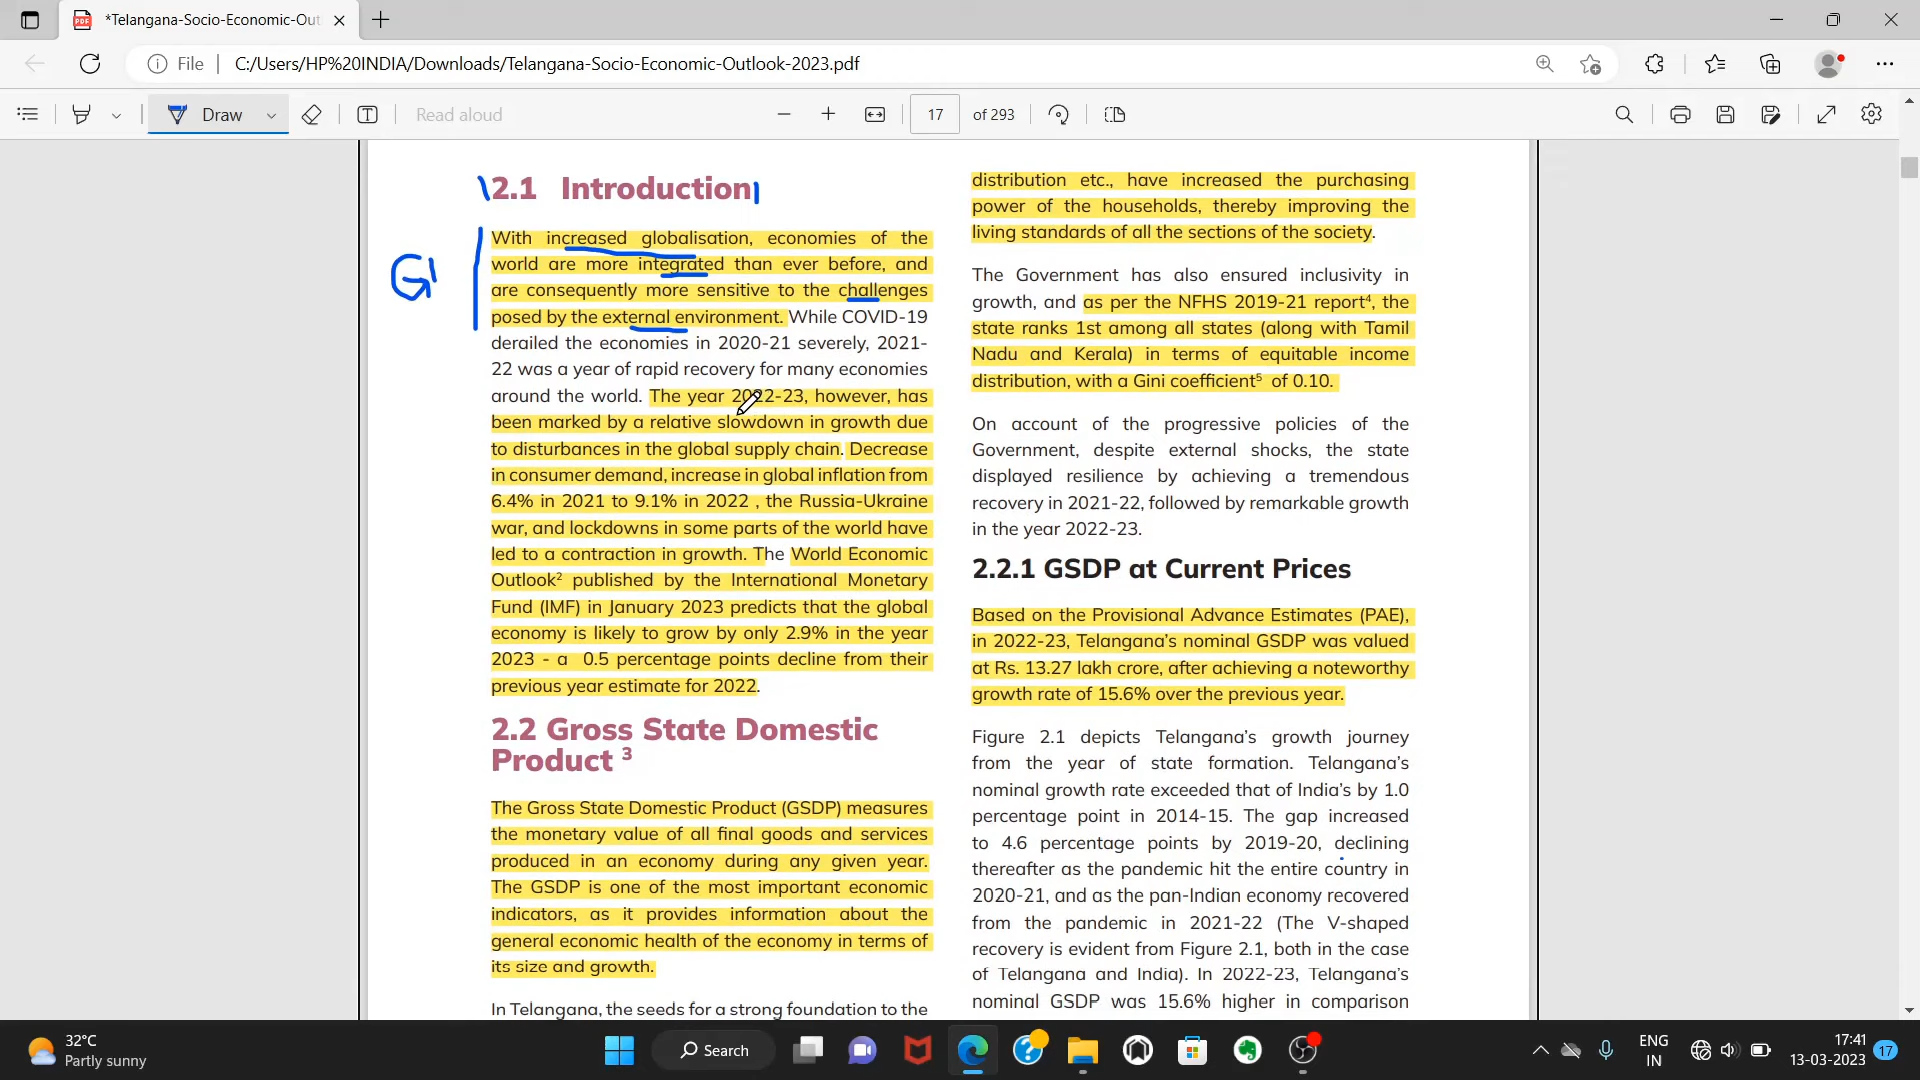 *Telangana-Socio-Economic-Out
File
C:/Users/HP%20INDIA/Downloads/Telangana-Socio-Economic-Outlook-2023.pdf
Draw
Read aloud
17
of 293
2.1 Introduction
With increased globalisation, economies of the
world are more integrated than ever before, and
are consequently more sensitive to the challenges
posed by the external environment. While COVID-19
derailed the economies in 2020-21 severely, 2021-
22 was a year of rapid recovery for many economies
around the world. The year 2022-23, however, has
been marked by a relative slowdown in growth due
to disturbances in the global supply chain. Decrease
in consumer demand, increase in global inflation from
6.4% in 2021 to 9.1% in 2022 , the Russia-Ukraine
war, and lockdowns in some parts of the world have
led to a contraction in growth. The World Economic
Outlook² published by the International Monetary
Fund (IMF) in January 2023 predicts that the global
economy is likely to grow by only 2.9% in the year
2023 - a 0.5 percentage points decline from their
previous year estimate for 2022.
2.2 Gross State Domestic
Product ³
The Gross State Domestic Product (GSDP) measures
the monetary value of all final goods and services
produced in an economy during any given year.
The GSDP is one of the most important economic
indicators, as it provides information about the
general economic health of the economy in terms of
its size and growth.
In Telangana, the seeds for a strong foundation to the
distribution etc., have increased the purchasing
power of the households, thereby improving the
living standards of all the sections of the society.
The Government has also ensured inclusivity in
growth, and as per the NFHS 2019-21 report⁴, the
state ranks 1st among all states (along with Tamil
Nadu and Kerala) in terms of equitable income
distribution, with a Gini coefficient⁵ of 0.10.
On account of the progressive policies of the
Government, despite external shocks, the state
displayed resilience by achieving a tremendous
recovery in 2021-22, followed by remarkable growth
in the year 2022-23.
2.2.1 GSDP at Current Prices
Based on the Provisional Advance Estimates (PAE),
in 2022-23, Telangana's nominal GSDP was valued
at Rs. 13.27 lakh crore, after achieving a noteworthy
growth rate of 15.6% over the previous year.
Figure 2.1 depicts Telangana's growth journey
from the year of state formation. Telangana's
nominal growth rate exceeded that of India's by 1.0
percentage point in 2014-15. The gap increased
to 4.6 percentage points by 2019-20, declining
thereafter as the pandemic hit the entire country in
2020-21, and as the pan-Indian economy recovered
from the pandemic in 2021-22 (The V-shaped
recovery is evident from Figure 2.1, both in the case
of Telangana and India). In 2022-23, Telangana's
nominal GSDP was 15.6% higher in comparison
32°C
Partly sunny
Search
ENG
IN
17:41
13-03-2023
17